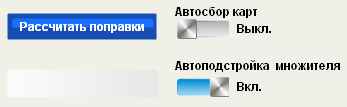 Автосбор карт
Рассчитать поправки
Выкл.
Автоподстройка множителя
Вкл.